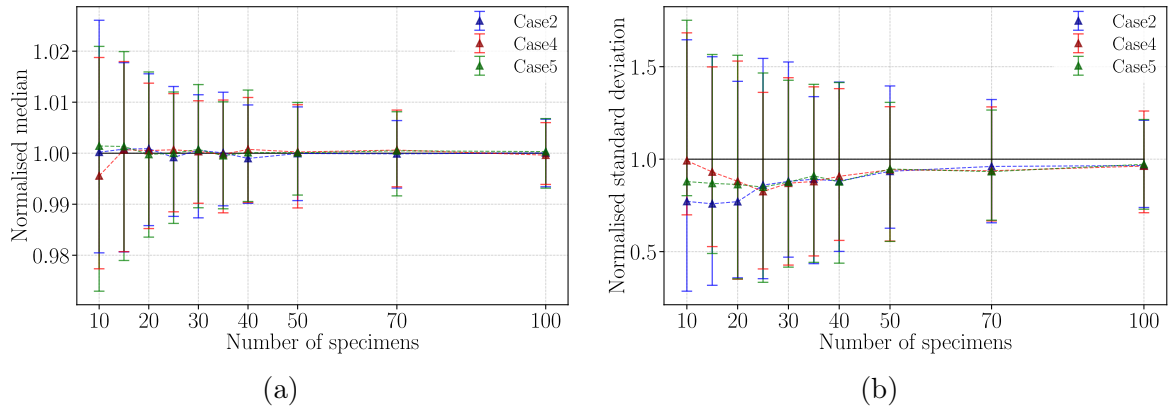 Normalised median
1.02
1.01
1.00
0.99
0.98
10
20
30
40
50
70
100
Number of specimens
Case2
Case4
Case5
(a)
Normalised standard deviation
1.5
1.0
0.5
10
20
30
40
50
70
100
Number of specimens
Case2
Case4
Case5
(b)